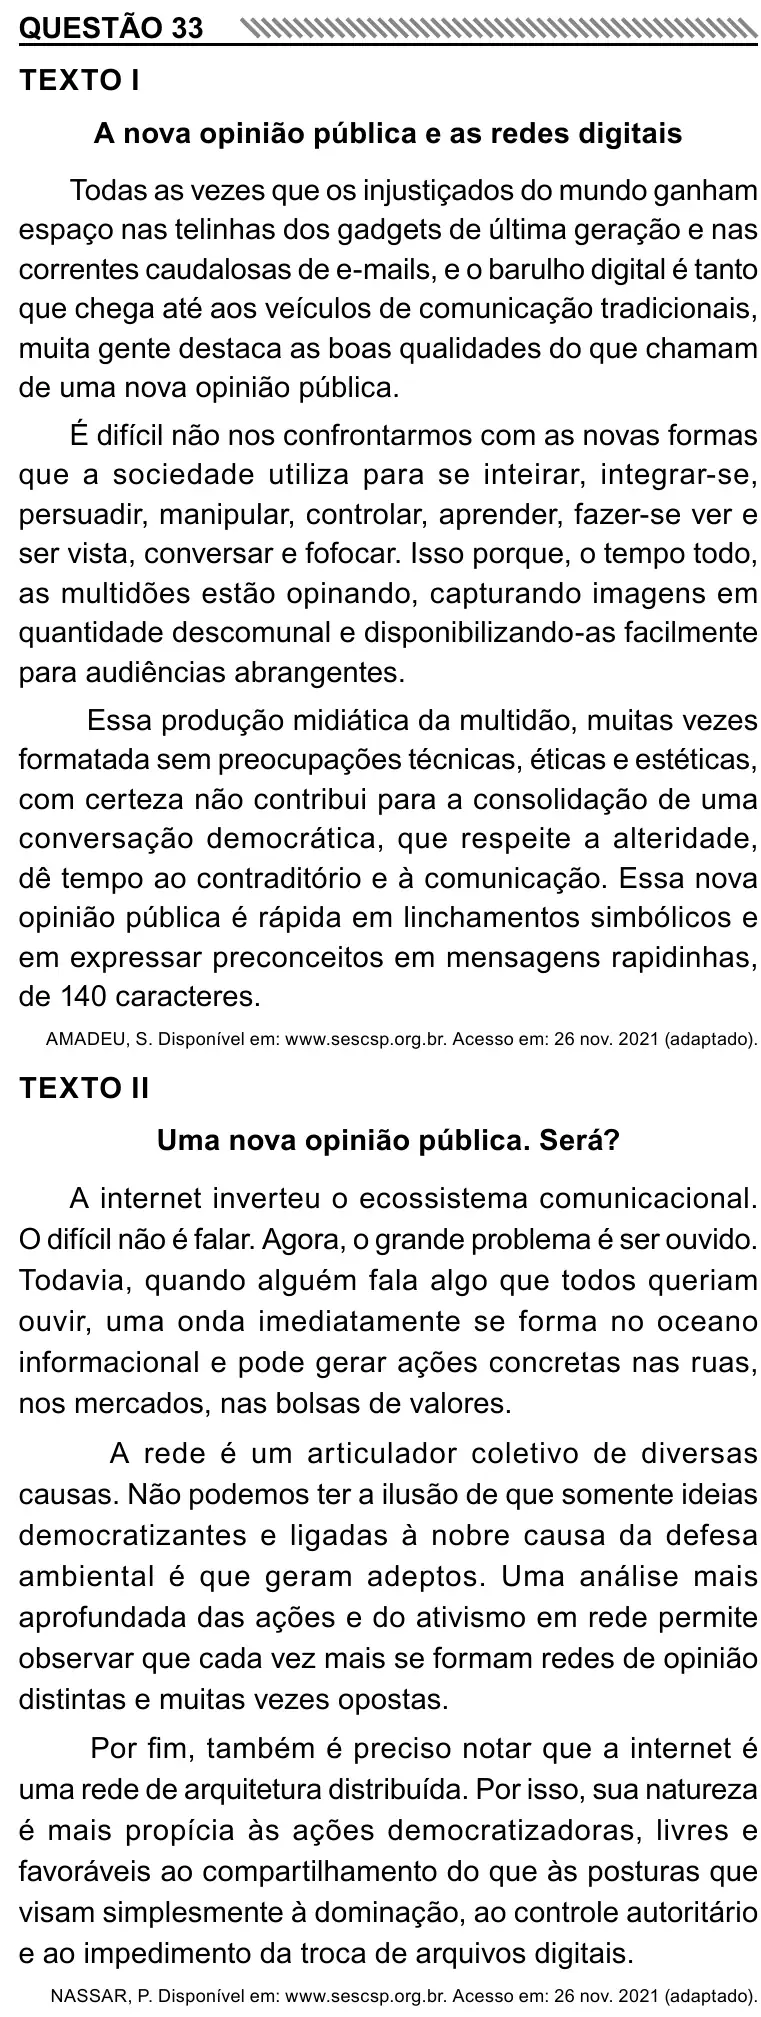 QUESTÃO 33
TEXTO I
A nova opinião pública e as redes digitais
Todas as vezes que os injustiçados do mundo ganham
espaço nas telinhas dos gadgets de última geração e nas
correntes caudalosas de e-mails, e o barulho digital é tanto
que chega até aos veículos de comunicação tradicionais,
muita gente destaca as boas qualidades do que chamam
de uma nova opinião pública.
É difícil não nos confrontarmos com as novas formas
que a sociedade utiliza para se inteirar, integrar-se,
persuadir, manipular, controlar, aprender, fazer-se ver e
ser vista, conversar e fofocar. Isso porque, o tempo todo,
as multidões estão opinando, capturando imagens em
quantidade descomunal e disponibilizando-as facilmente
para audiências abrangentes.
Essa produção midiática da multidão, muitas vezes
formatada sem preocupações técnicas, éticas e estéticas,
com certeza não contribui para a consolidação de uma
conversação democrática, que respeite a alteridade,
dê tempo ao contraditório e à comunicação. Essa nova
opinião pública é rápida em linchamentos simbólicos e
em expressar preconceitos em mensagens rapidinhas,
de 140 caracteres.
AMADEU, S. Disponível em: www.sescsp.org.br. Acesso em: 26 nov. 2021 (adaptado).
TEXTO II
Uma nova opinião pública. Será?
A internet inverteu o ecossistema comunicacional.
O difícil não é falar. Agora, o grande problema é ser ouvido.
Todavia, quando alguém fala algo que todos queriam
ouvir, uma onda imediatamente se forma no oceano
informacional e pode gerar ações concretas nas ruas,
nos mercados, nas bolsas de valores.
A rede é um articulador coletivo de diversas
causas. Não podemos ter a ilusão de que somente ideias
democratizantes e ligadas à nobre causa da defesa
ambiental é que geram adeptos. Uma análise mais
aprofundada das ações e do ativismo em rede permite
observar que cada vez mais se formam redes de opinião
distintas e muitas vezes opostas.
Por fim, também é preciso notar que a internet é
uma rede de arquitetura distribuída. Por isso, sua natureza
é mais propícia às ações democratizadoras, livres e
favoráveis ao compartilhamento do que às posturas que
visam simplesmente à dominação, ao controle autoritário
e ao impedimento da troca de arquivos digitais.
NASSAR, P. Disponível em: www.sescsp.org.br. Acesso em: 26 nov. 2021 (adaptado).